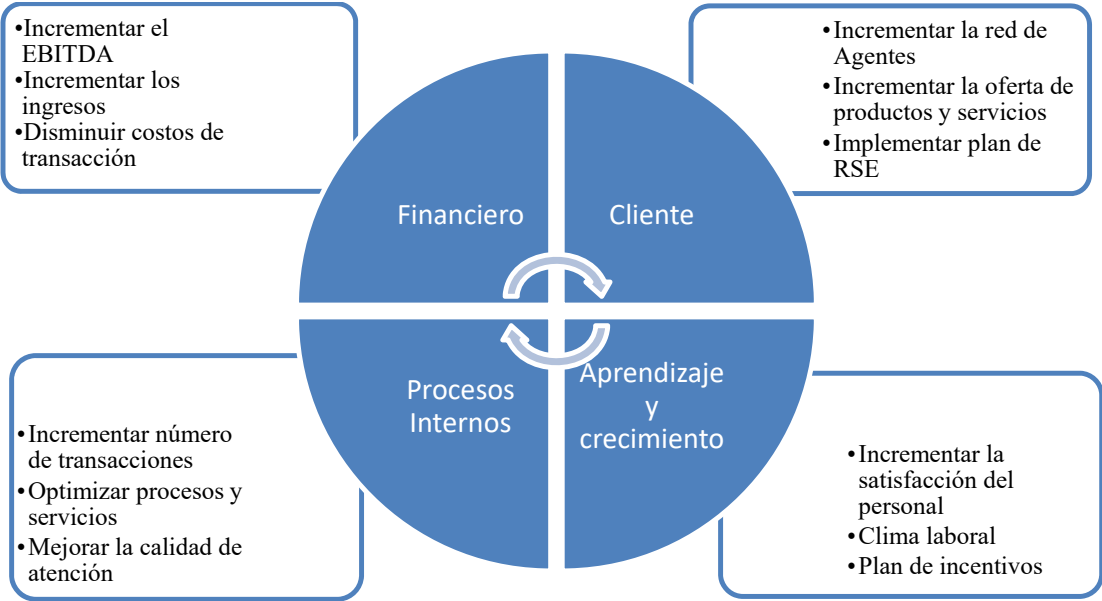 •Incrementar el
EBITDA
•Incrementar los
ingresos
•Disminuir costos de
transacción
•Incrementar la red de
Agentes
•Incrementar la oferta de
productos y servicios
•Implementar plan de
RSE
Financiero
Cliente
Procesos
Internos
Aprendizaje
y
crecimiento
•Incrementar número
de transacciones
•Optimizar procesos y
servicios
•Mejorar la calidad de
atención
•Incrementar la
satisfacción del
personal
•Clima laboral
•Plan de incentivos